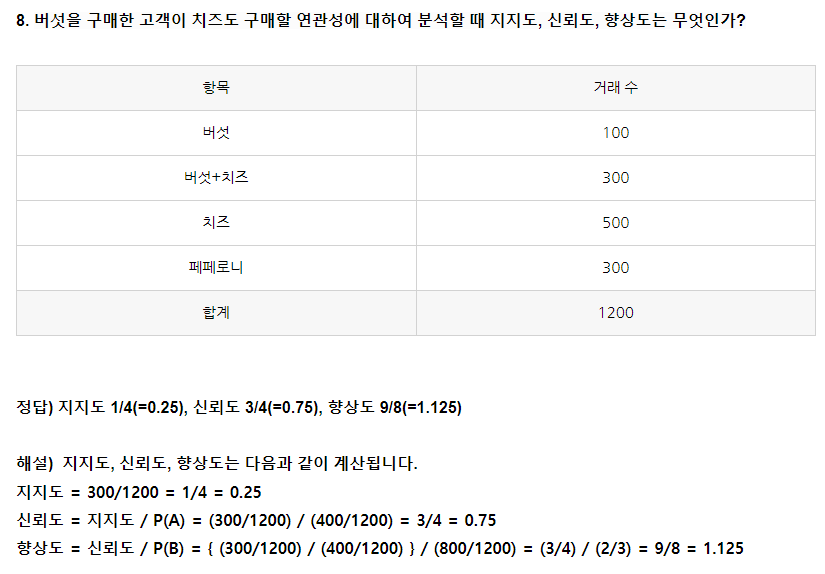 8. 버섯을 구매한 고객이 치즈도 구매할 연관성에 대하여 분석할 때 지지도, 신뢰도, 향상도는 무엇인가?
항목 거래 수
버섯 100
버섯+치즈 300
치즈 500
페페로니 300
합계 1200
정답) 지지도 1/4(=0.25), 신뢰도 3/4(=0.75), 향상도 9/8(=1.125)
해설) 지지도, 신뢰도, 향상도는 다음과 같이 계산됩니다.
지지도 = 300/1200 = 1/4 = 0.25
신뢰도 = 지지도 / P(A) = (300/1200) / (400/1200) = 3/4 = 0.75
향상도 = 신뢰도 / P(B) = { (300/1200) / (400/1200) } / (800/1200) = (3/4) / (2/3) = 9/8 = 1.125